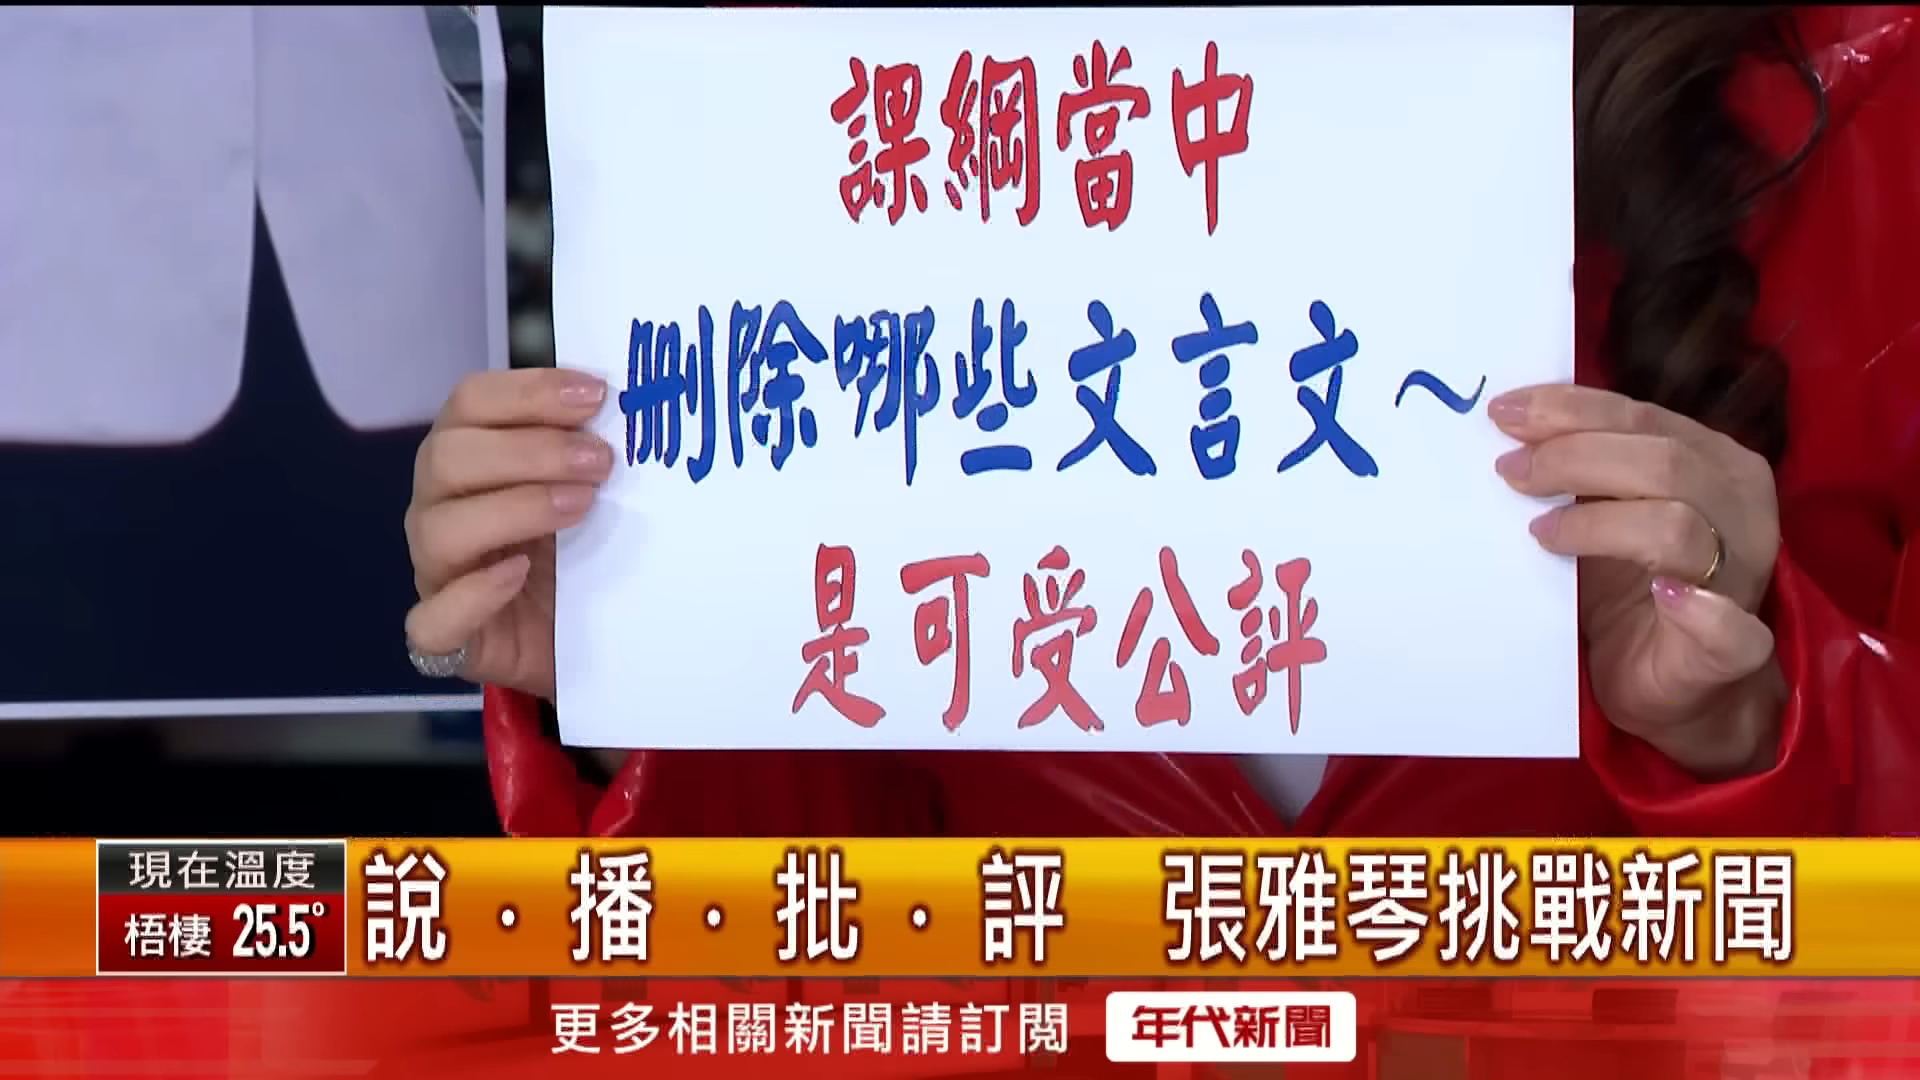 課綱當中
刪除哪些文言文～
是可受公評
現在溫度
梧棲 25.5°
說．播．批．評 張雅琴挑戰新聞
更多相關新聞請訂閱 年代新聞